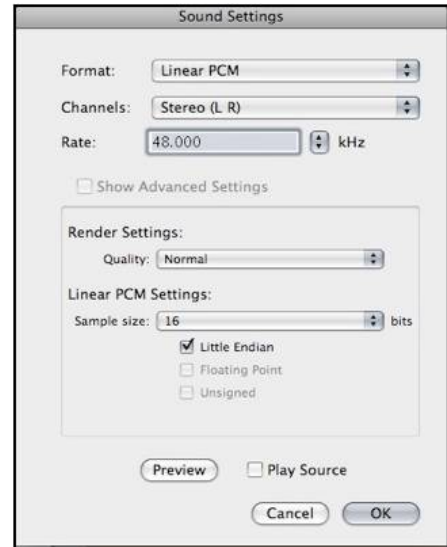 Sound Settings
Format: Linear PCM
Channels: Stereo (L R)
Rate: 48.000 kHz
Show Advanced Settings
Render Settings:
Quality: Normal
Linear PCM Settings:
Sample size: 16 bits
Little Endian
Floating Point
Unsigned
Preview Play Source
Cancel OK